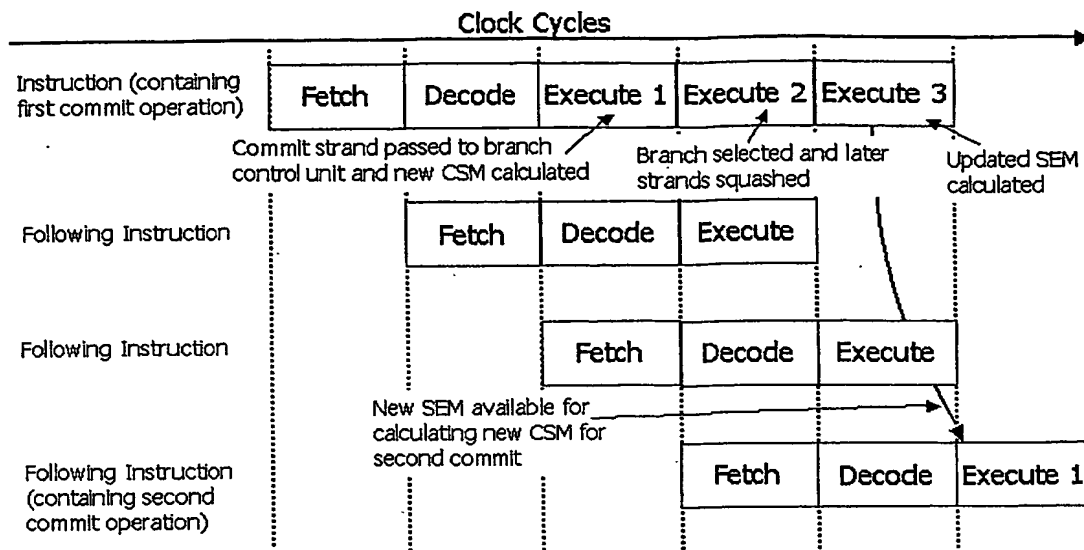 Clock Cycles
Instruction (containing
first commit operation)
Fetch
Decode
Execute 1
Execute 2
Execute 3
Commit strand passed to branch
control unit and new CSM calculated
Branch selected and later
strands squashed
Updated SEM
calculated
Following Instruction
Fetch
Decode
Execute
Following Instruction
Fetch
Decode
Execute
New SEM available for
calculating new CSM for
second commit
Following Instruction
(containing second
commit operation)
Fetch
Decode
Execute 1